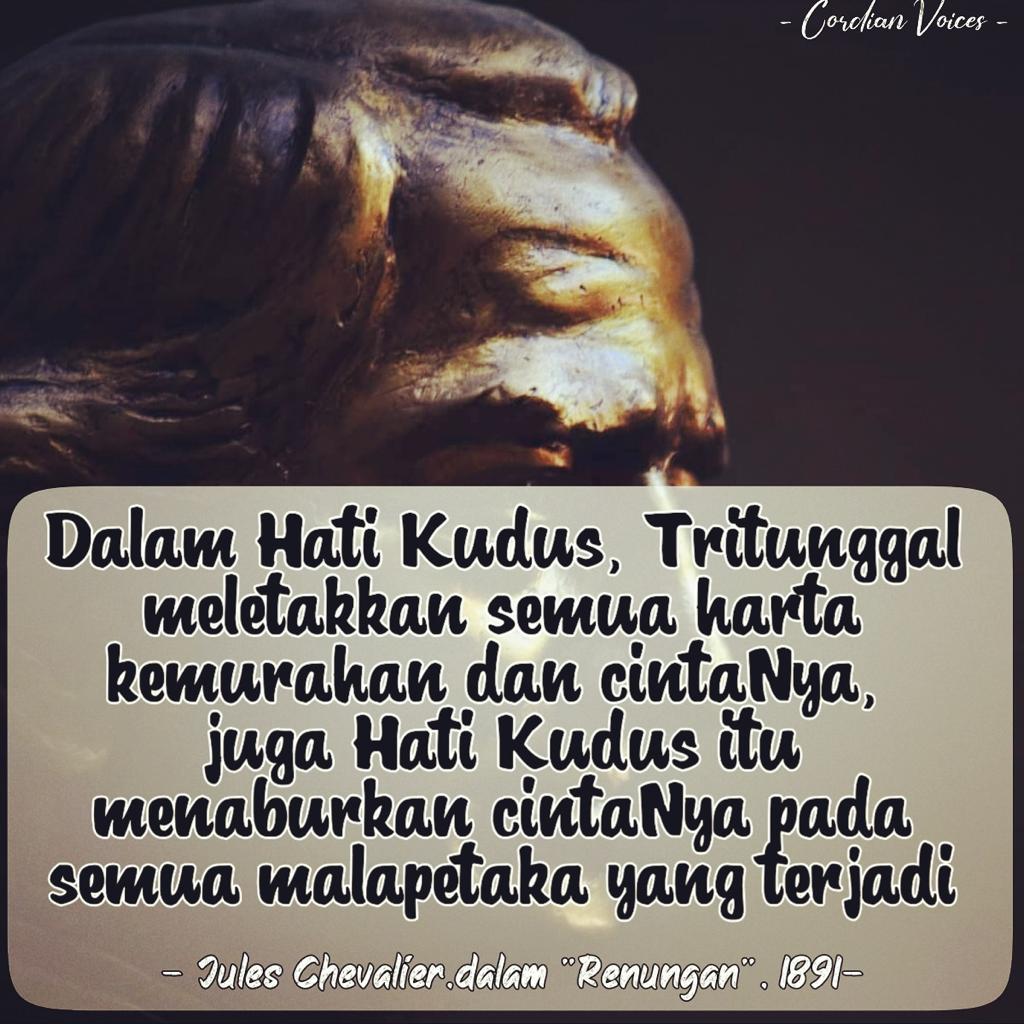 - Cordian Voices -
Dalam Hati Kudus, Tritunggal
meletakkan semua harta
kemurahan dan cintaNya,
juga Hati Kudus itu
menaburkan cintaNya pada
semua malapetaka yang terjadi
- Jules Chevalier.dalam "Renungan". 1891-